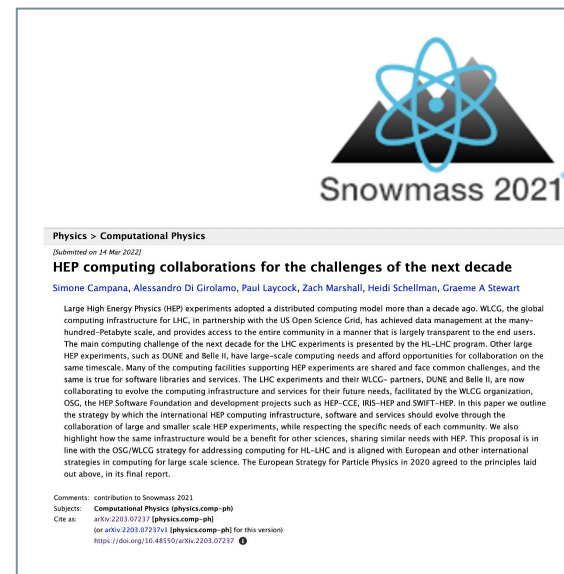 Snowmass 2021
Physics > Computational Physics
[Submitted on 14 Mar 2022]
HEP computing collaborations for the challenges of the next decade
Simone Campana, Alessandro Di Girolamo, Paul Laycock, Zach Marshall, Heidi Schellman, Graeme A Stewart
Large High Energy Physics (HEP) experiments adopted a distributed computing model more than a decade ago. WLCG, the global
computing infrastructure for LHC, in partnership with the US Open Science Grid, has achieved data management at the many-
hundred-Petabyte scale, and provides access to the entire community in a manner that is largely transparent to the end users.
The main computing challenge of the next decade for the LHC experiments is presented by the HL-LHC program. Other large
HEP experiments, such as DUNE and Belle II, have large-scale computing needs and afford opportunities for collaboration on the
same timescale. Many of the computing facilities supporting HEP experiments are shared and face common challenges, and the
same is true for software libraries and services. The LHC experiments and their WLCG- partners, DUNE and Belle II, are now
collaborating to evolve the computing infrastructure and services for their future needs, facilitated by the WLCG organization,
OSG, the HEP Software Foundation and development projects such as HEP-CCE, IRIS-HEP and SWIFT-HEP. In this paper we outline
the strategy by which the international HEP computing infrastructure, software and services should evolve through the
collaboration of large and smaller scale HEP experiments, while respecting the specific needs of each community. We also
highlight how the same infrastructure would be a benefit for other sciences, sharing similar needs with HEP. This proposal is in
line with the OSG/WLCG strategy for addressing computing for HL-LHC and is aligned with European and other international
strategies in computing for large scale science. The European Strategy for Particle Physics in 2020 agreed to the principles laid
out above, in its final report.
Comments: contribution to Snowmass 2021
Subjects: Computational Physics (physics.comp-ph)
Cite as: arXiv:2203.07237 [physics.comp-ph]
(or arXiv:2203.07237v1 [physics.comp-ph] for this version)
https://doi.org/10.48550/arXiv.2203.07237